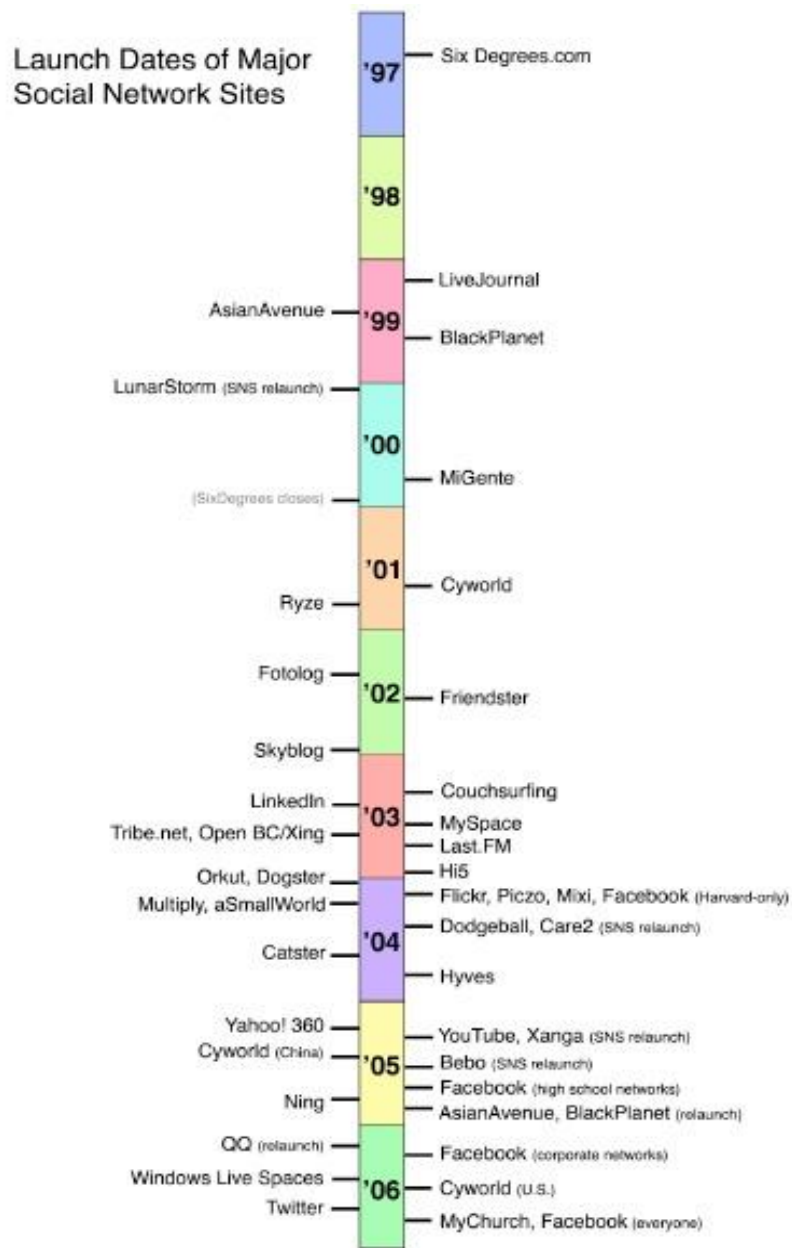 Launch Dates of Major
Social Network Sites
'97
Six Degrees.com
'98
LiveJournal
AsianAvenue
'99
BlackPlanet
LunarStorm (SNS relaunch)
'00
MiGente
(SixDegrees closes)
'01
Cyworld
Ryze
Fotolog
'02
Friendster
Skyblog
Couchsurfing
LinkedIn
'03
MySpace
Tribe.net, Open BC/Xing
Last.FM
Hi5
Orkut, Dogster
Flickr, Piczo, Mixi, Facebook (Harvard-only)
Multiply, aSmallWorld
Dodgeball, Care2 (SNS relaunch)
'04
Catster
Hyves
Yahoo! 360
YouTube, Xanga (SNS relaunch)
Cyworld (China)
'05
Bebo (SNS relaunch)
Facebook (high school networks)
Ning
AsianAvenue, BlackPlanet (relaunch)
QQ (relaunch)
Facebook (corporate networks)
Windows Live Spaces
'06
Cyworld (U.S.)
Twitter
MyChurch, Facebook (everyone)